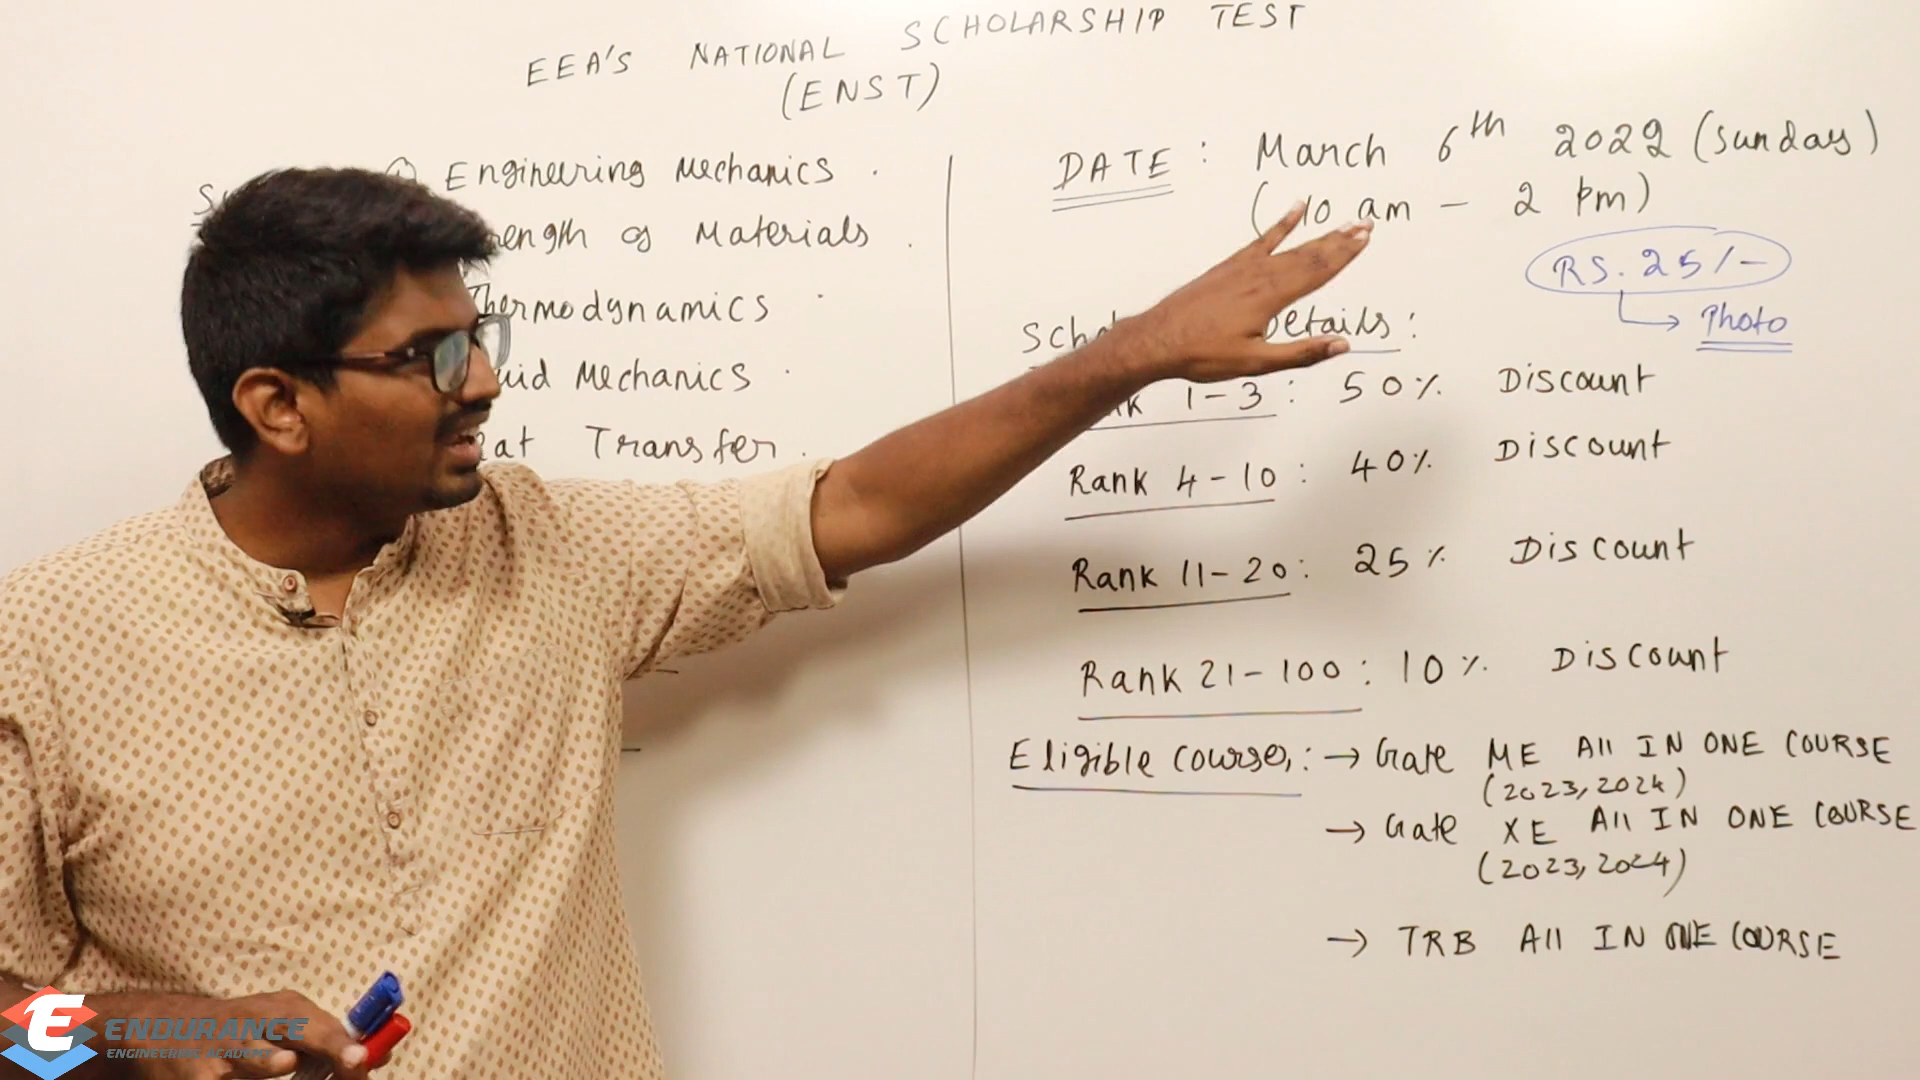 EEA'S NATIONAL SCHOLARSHIP TEST
(ENST)
① Engineering Mechanics .
of Materials .
Thermodynamics .
Mechanics .
Transfer .
DATE : March 6th 2022 (Sunday)
(10 am - 2 pm)
RS. 25/-
Photo
Details :
1-3 : 50% Discount
Rank 4-10 : 40% Discount
Rank 11-20 : 25% Discount
Rank 21-100 : 10% Discount
Eligible courses : → Gate ME All IN ONE COURSE
(2023, 2024)
→ Gate XE All IN ONE COURSE
(2023, 2024)
→ TRB All IN ONE COURSE
E ENDURANCE
ENGINEERING ACADEMY